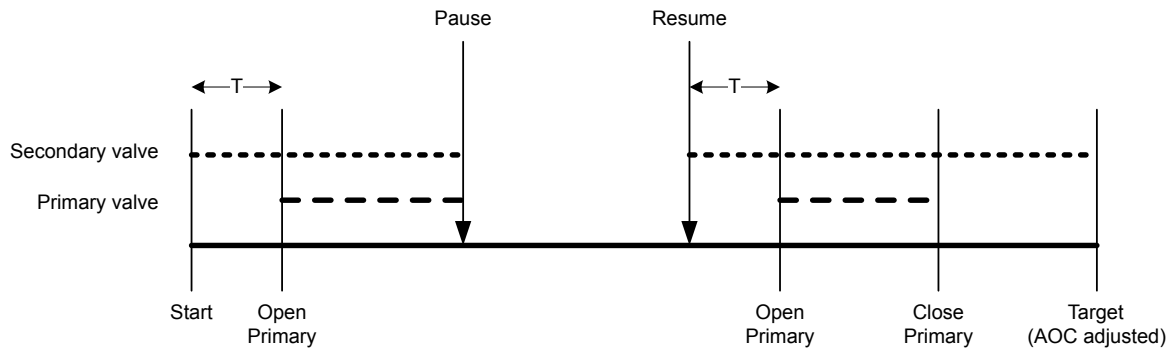 Pause
Resume
T
T
Secondary valve
Primary valve
Start
Open
Primary
Open
Primary
Close
Primary
Target
(AOC adjusted)